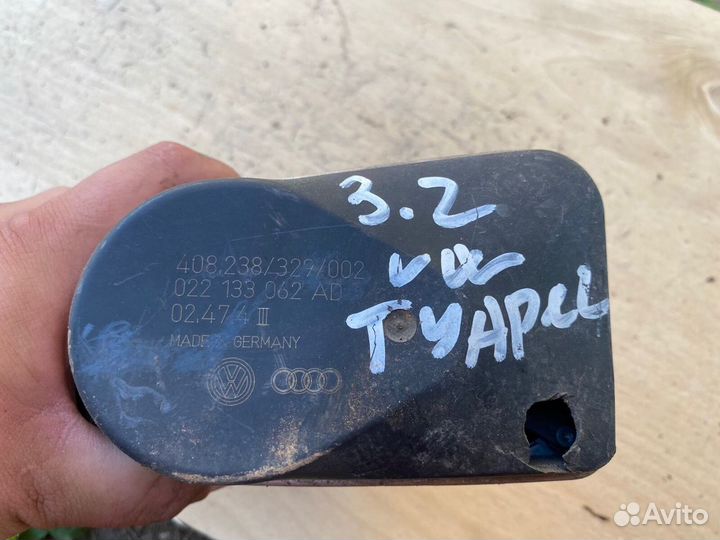 3.2
VW
ТУАРЕГ
408.238/329/002
022 133 062 AD
02.47 4 III
MADE GERMANY
Avito